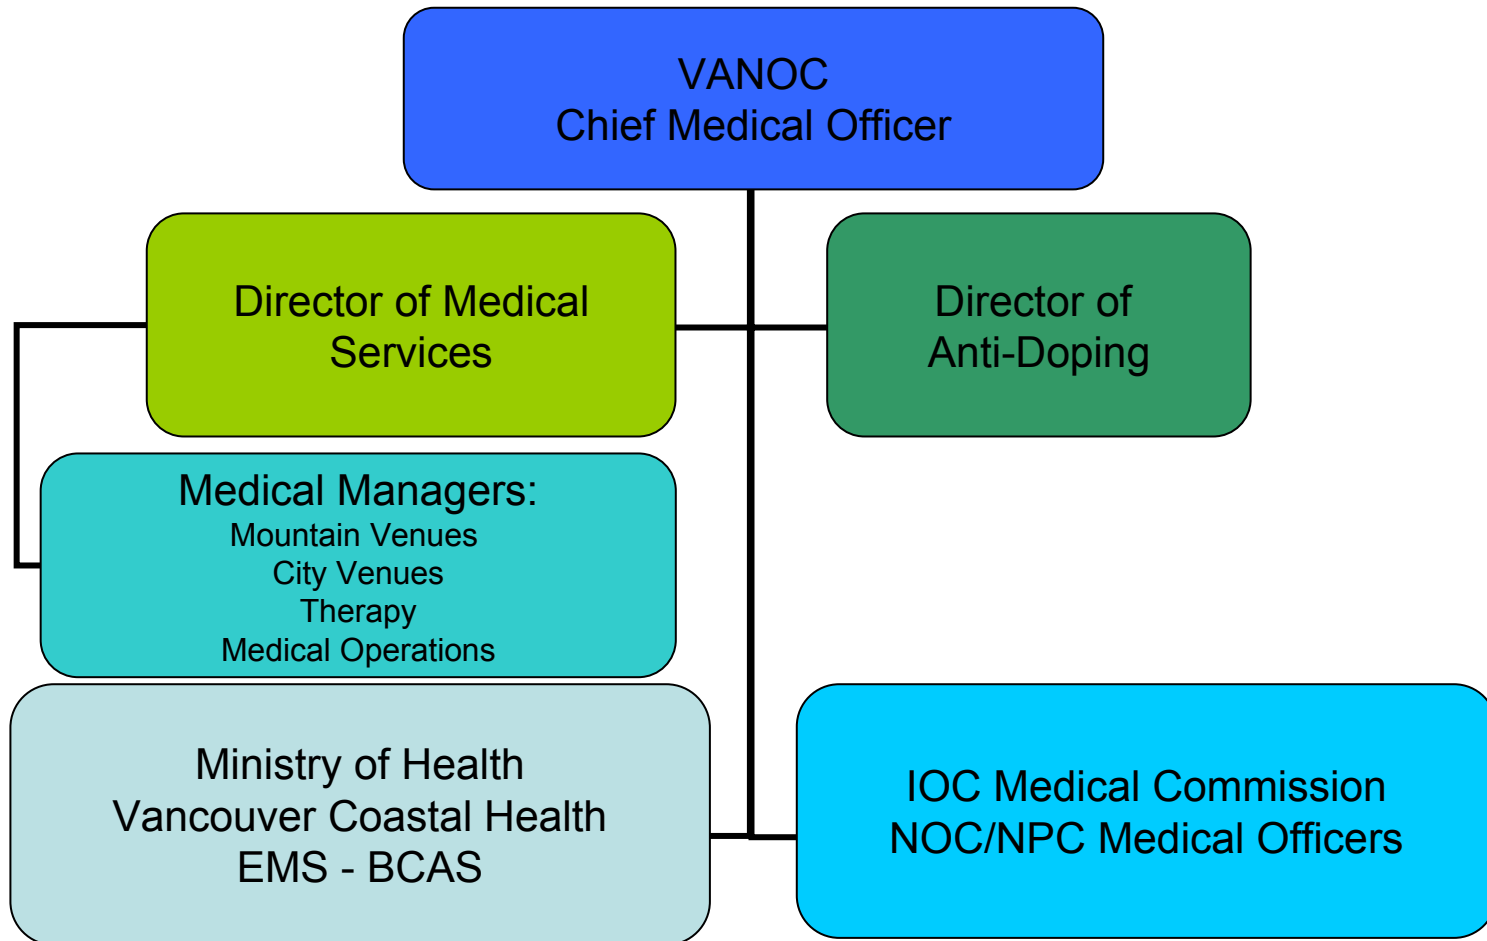 VANOC
Chief Medical Officer
Director of Medical
Services
Director of
Anti-Doping
Medical Managers:
Mountain Venues
City Venues
Therapy
Medical Operations
Ministry of Health
Vancouver Coastal Health
EMS - BCAS
IOC Medical Commission
NOC/NPC Medical Officers